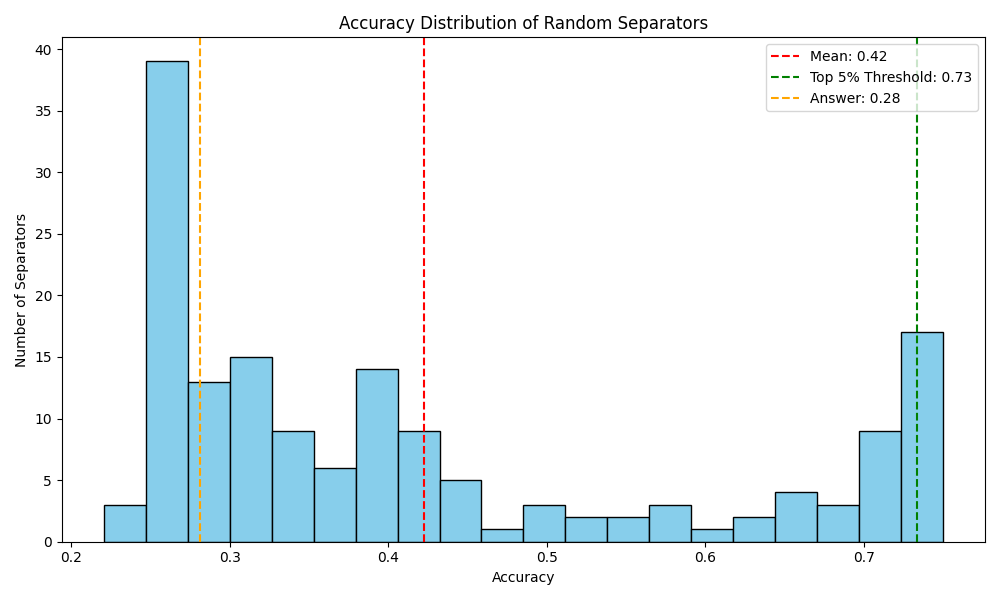 Accuracy Distribution of Random Separators
Mean: 0.42
Top 5% Threshold: 0.73
Answer: 0.28
Number of Separators
40
35
30
25
20
15
10
5
0
0.2 0.3 0.4 0.5 0.6 0.7
Accuracy